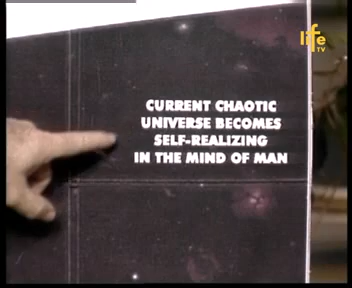 life
TV
CURRENT CHAOTIC
UNIVERSE BECOMES
SELF-REALIZING
IN THE MIND OF MAN